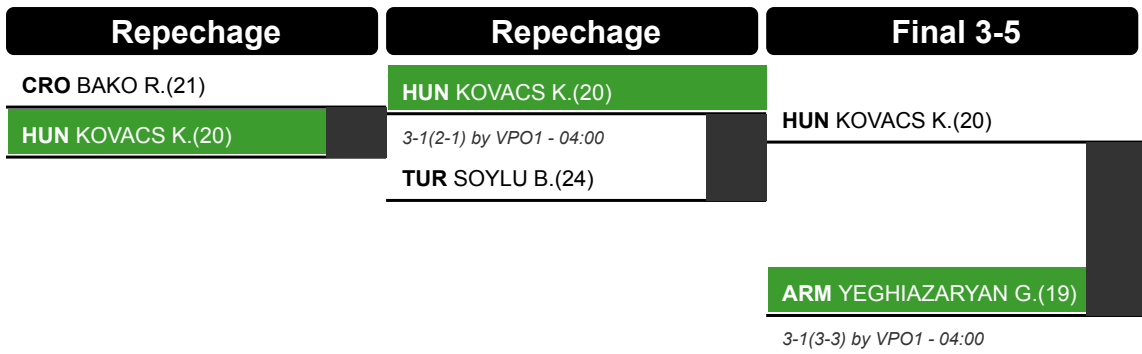 Repechage
CRO BAKO R.(21)
HUN KOVACS K.(20)
Repechage
HUN KOVACS K.(20)
3-1(2-1) by VPO1 - 04:00
TUR SOYLU B.(24)
Final 3-5
HUN KOVACS K.(20)
ARM YEGHIAZARYAN G.(19)
3-1(3-3) by VPO1 - 04:00